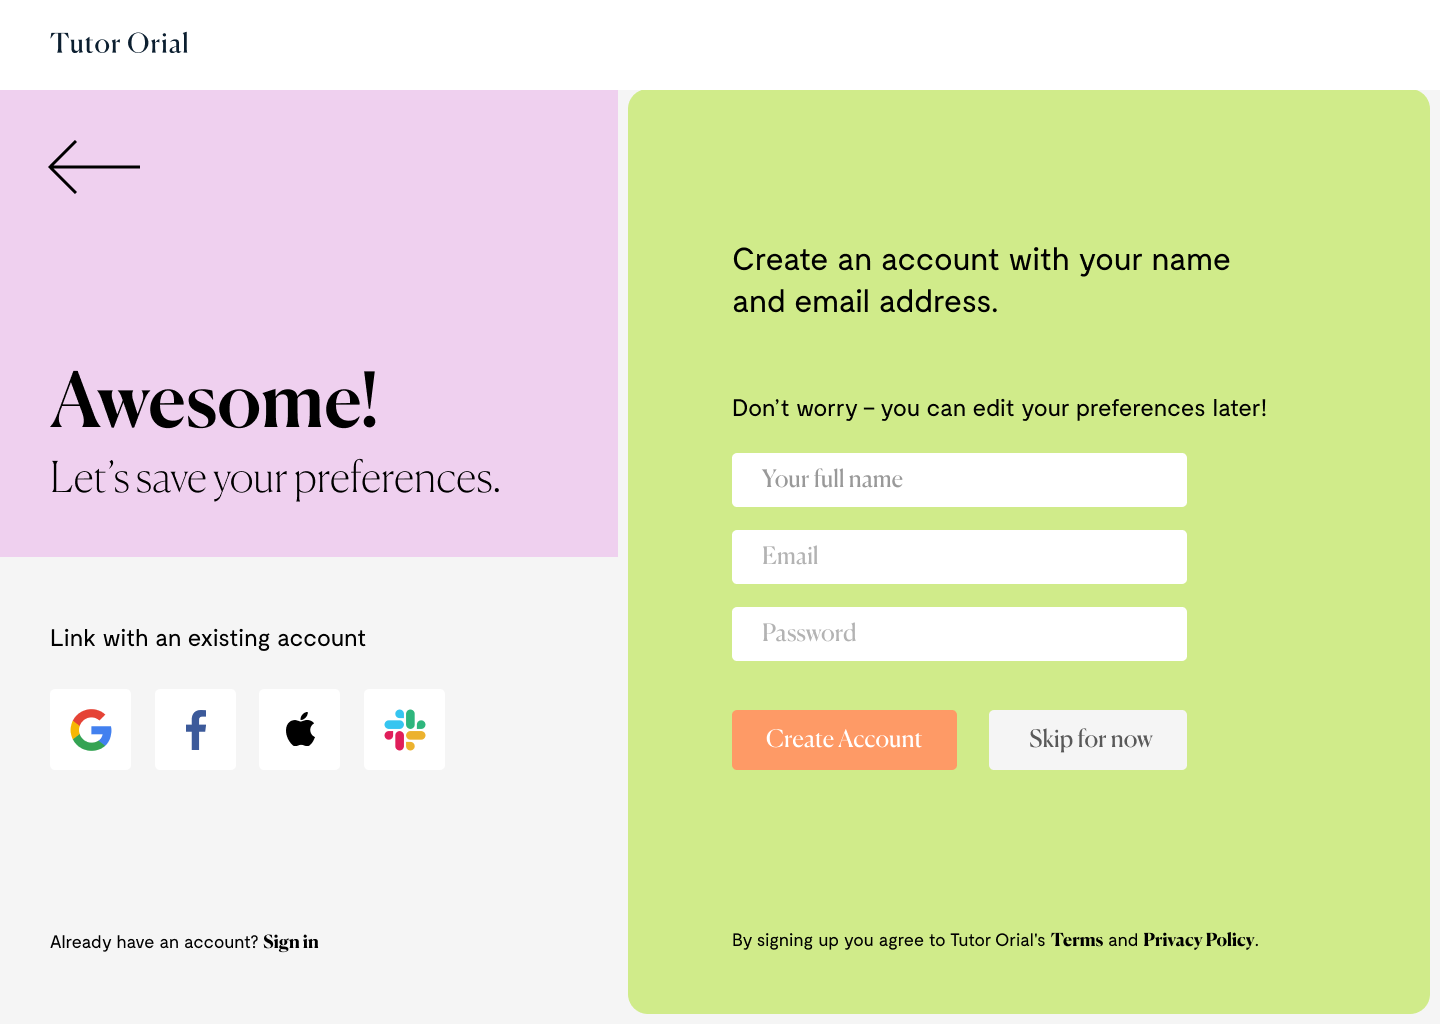 Tutor Orial
Awesome!
Let’s save your preferences.
Link with an existing account
Already have an account? Sign in
Create an account with your name
and email address.
Don’t worry – you can edit your preferences later!
Your full name
Email
Password
Create Account
Skip for now
By signing up you agree to Tutor Orial's Terms and Privacy Policy.